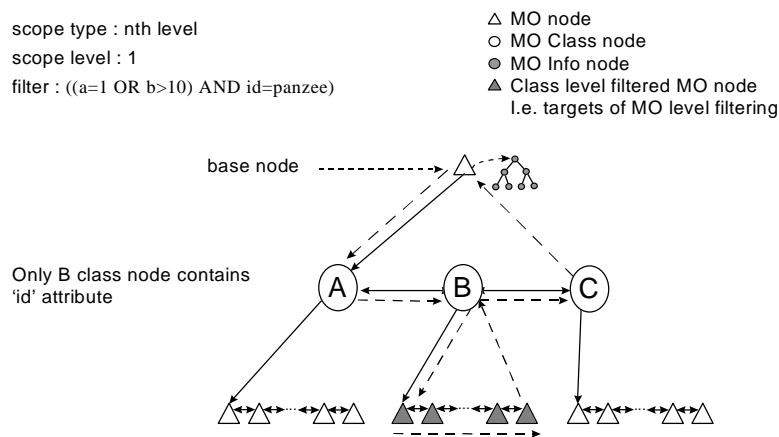 scope type : nth level
scope level : 1
filter : ((a=1 OR b>10) AND id=panzee)
MO node
MO Class node
MO Info node
Class level filtered MO node
I.e. targets of MO level filtering
base node
Only B class node contains
'id' attribute
A
B
C